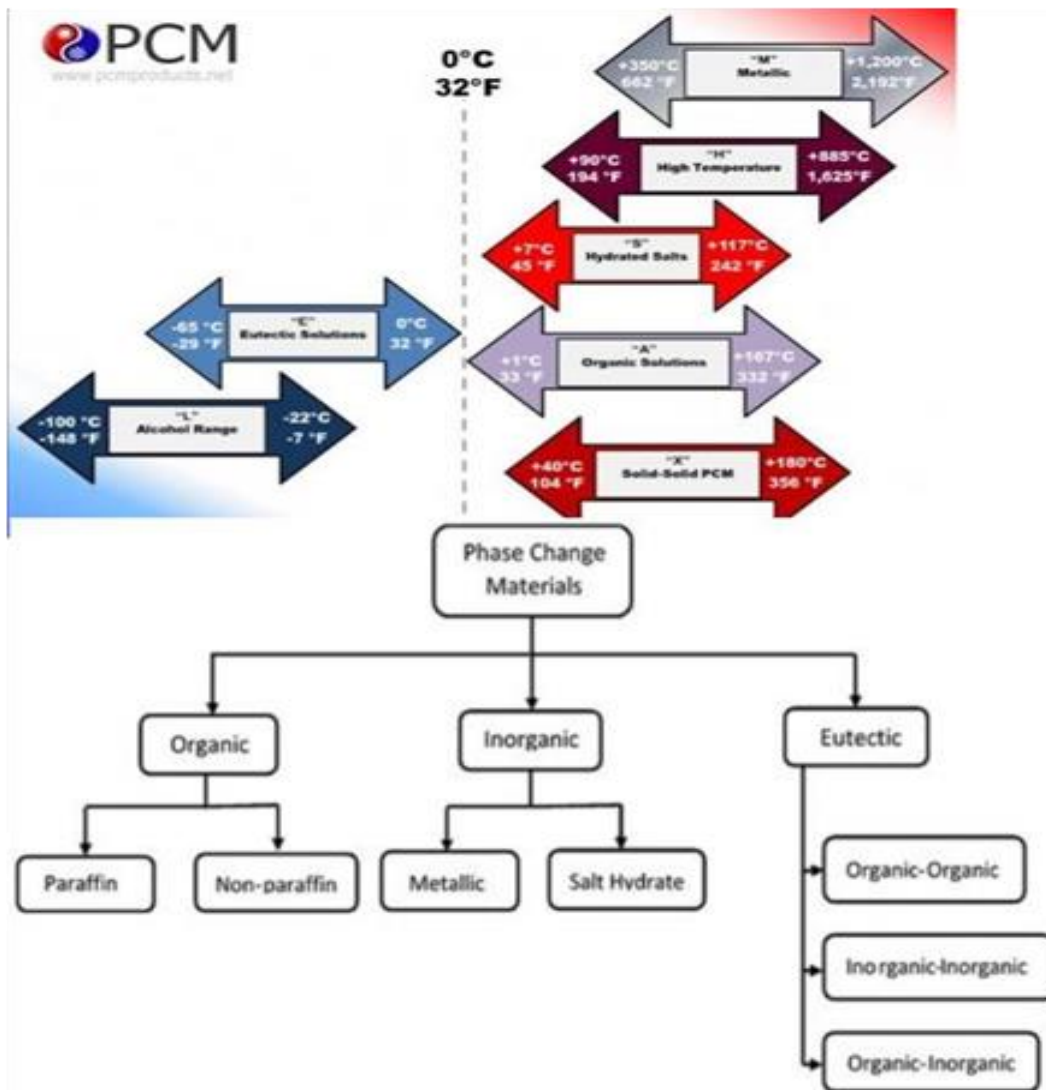 PCM
www.pcmproducts.net
0°C
32°F
+350°C
662 °F
"M"
Metallic
+1,200°C
2,192°F
+90°C
194 °F
"H"
High Temperature
+885°C
1,625°F
+7°C
45 °F
"S"
Hydrated Salts
+117°C
242 °F
-65 °C
-29 °F
"E"
Eutectic Solutions
0°C
32 °F
+1°C
33 °F
"A"
Organic Solutions
+167°C
332 °F
-100 °C
-148 °F
"L"
Alcohol Range
-22°C
-7 °F
+40°C
104 °F
"X"
Solid-Solid PCM
+180°C
356 °F
Phase Change
Materials
Organic
Inorganic
Eutectic
Paraffin
Non-paraffin
Metallic
Salt Hydrate
Organic-Organic
Inorganic-Inorganic
Organic-Inorganic